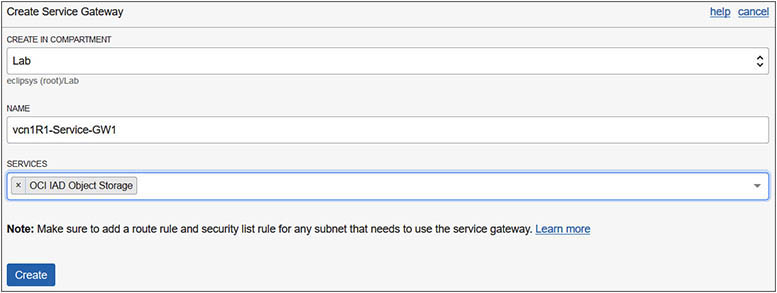 Create Service Gateway help cancel
CREATE IN COMPARTMENT
Lab
eclipsys (root)/Lab
NAME
vcn1R1-Service-GW1
SERVICES
× OCI IAD Object Storage
Note: Make sure to add a route rule and security list rule for any subnet that needs to use the service gateway. Learn more
Create